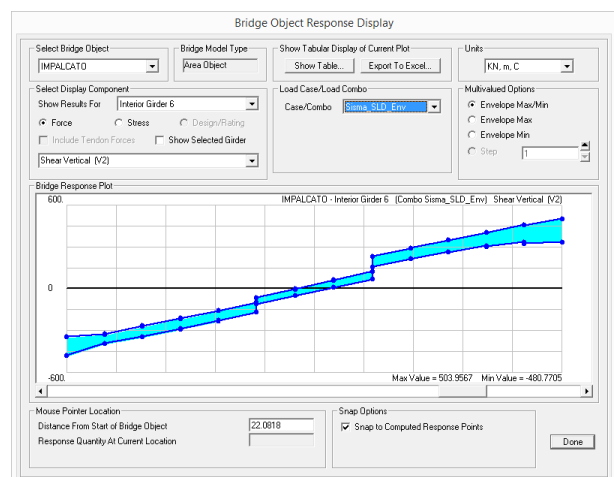 Bridge Object Response Display
Select Bridge Object
IMPALCATO
Bridge Model Type
Area Object
Show Tabular Display of Current Plot
Show Table...
Export To Excel...
Units
KN, m, C
Select Display Component
Show Results For
Interior Girder 6
Force
Stress
Design/Rating
Include Tendon Forces
Show Selected Girder
Shear Vertical (V2)
Load Case/Load Combo
Case/Combo
Sisma_SLD_Env
Multivalued Options
Envelope Max/Min
Envelope Max
Envelope Min
Step
1
Bridge Response Plot
600.
IMPALCATO - Interior Girder 6 (Combo Sisma_SLD_Env) Shear Vertical (V2)
0
-600.
Max Value = 503.9567 Min Value = -480.7705
Mouse Pointer Location
Distance From Start of Bridge Object
22.0818
Response Quantity At Current Location
Snap Options
Snap to Computed Response Points
Done